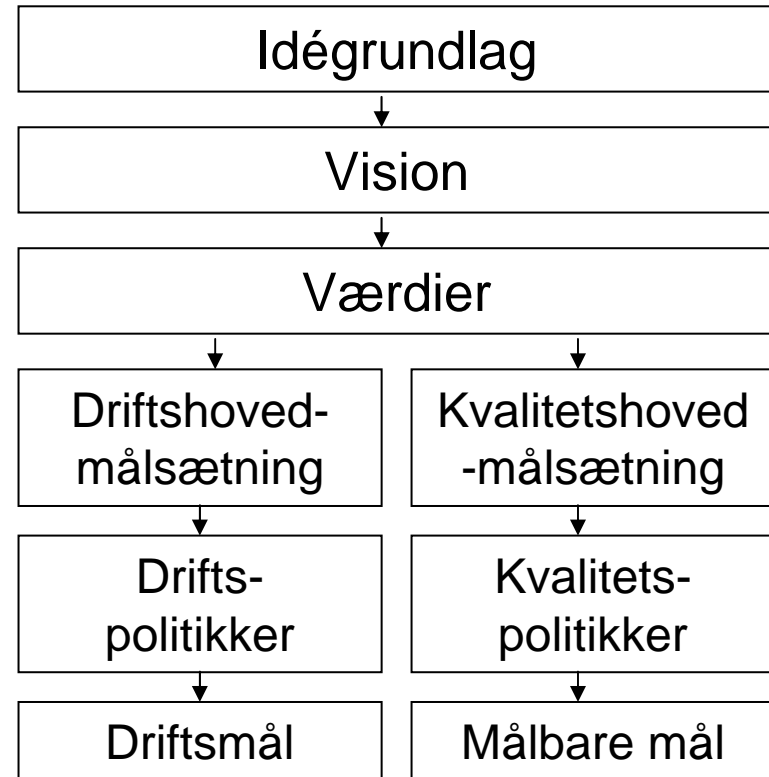 Idégrundlag
Vision
Værdier
Driftshoved-
målsætning
Kvalitetshoved
-målsætning
Drifts-
politikker
Kvalitets-
politikker
Driftsmål
Målbare mål